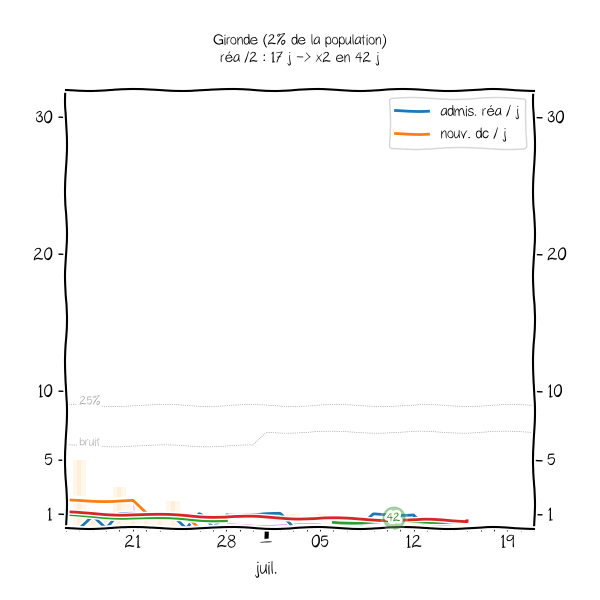 Gironde (2% de la population)
réa /2 : 17 j -> x2 en 42 j
admis. réa / j
nouv. dc / j
30 30
20 20
10 10
25%
bruit
5 5
1 1
42
21 28 05 12 19
juil.